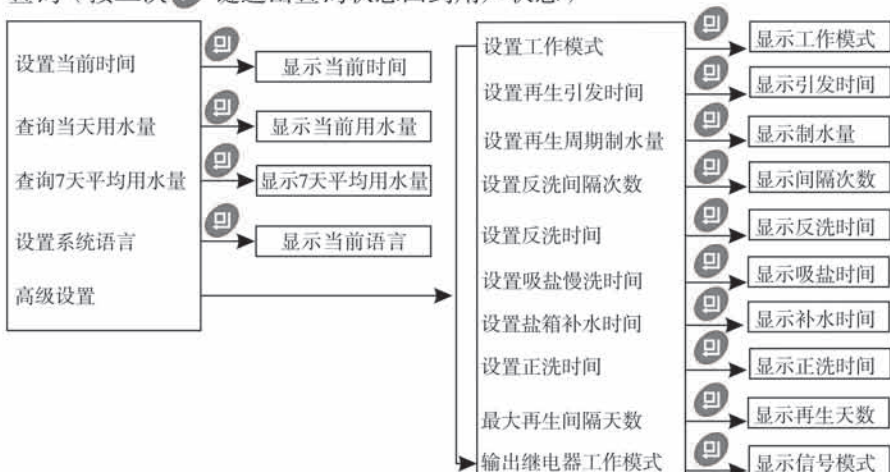 设置当前时间
显示当前时间
查询当天用水量
显示当前用水量
查询7天平均用水量
显示7天平均用水量
设置系统语言
显示当前语言
高级设置
设置工作模式
显示工作模式
设置再生引发时间
显示引发时间
设置再生周期制水量
显示制水量
设置反洗间隔次数
显示间隔次数
设置反洗时间
显示反洗时间
设置吸盐慢洗时间
显示吸盐时间
设置盐箱补水时间
显示补水时间
设置正洗时间
显示正洗时间
最大再生间隔天数
显示再生天数
输出继电器工作模式
显示信号模式